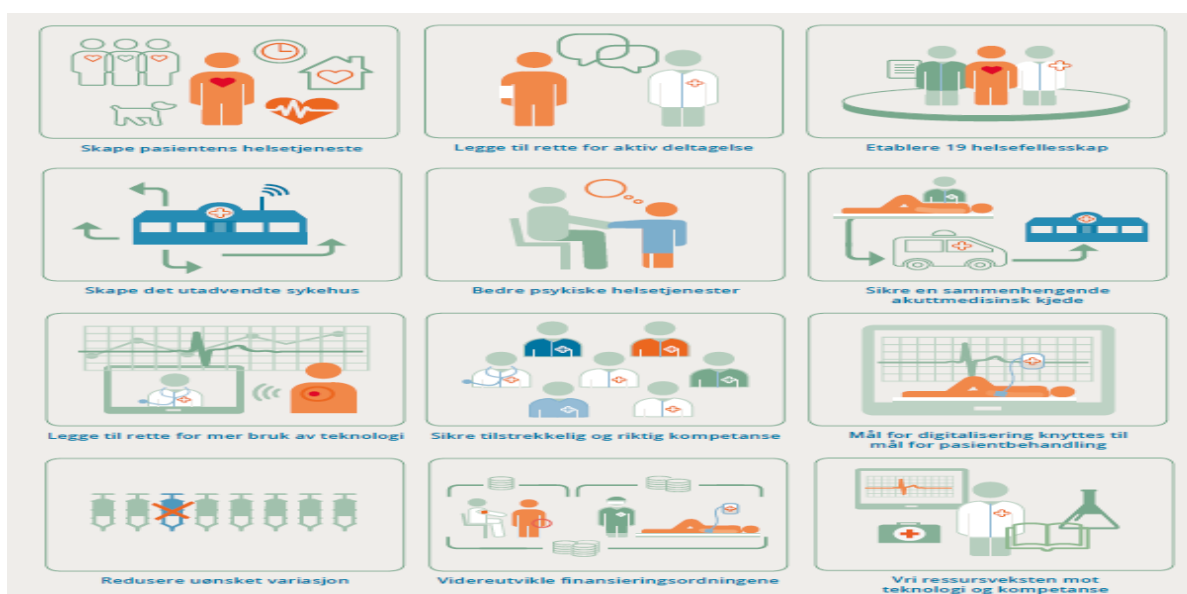 Skape pasientens helsetjeneste
Legge til rette for aktiv deltagelse
Etablere 19 helsefellesskap
Skape det utadvendte sykehus
Bedre psykiske helsetjenester
Sikre en sammenhengende
akuttmedisinsk kjede
Legge til rette for mer bruk av teknologi
Sikre tilstrekkelig og riktig kompetanse
Mål for digitalisering knyttes til
mål for pasientbehandling
Redusere uønsket variasjon
Videreutvikle finansieringsordningene
Vri ressursveksten mot
teknologi og kompetanse